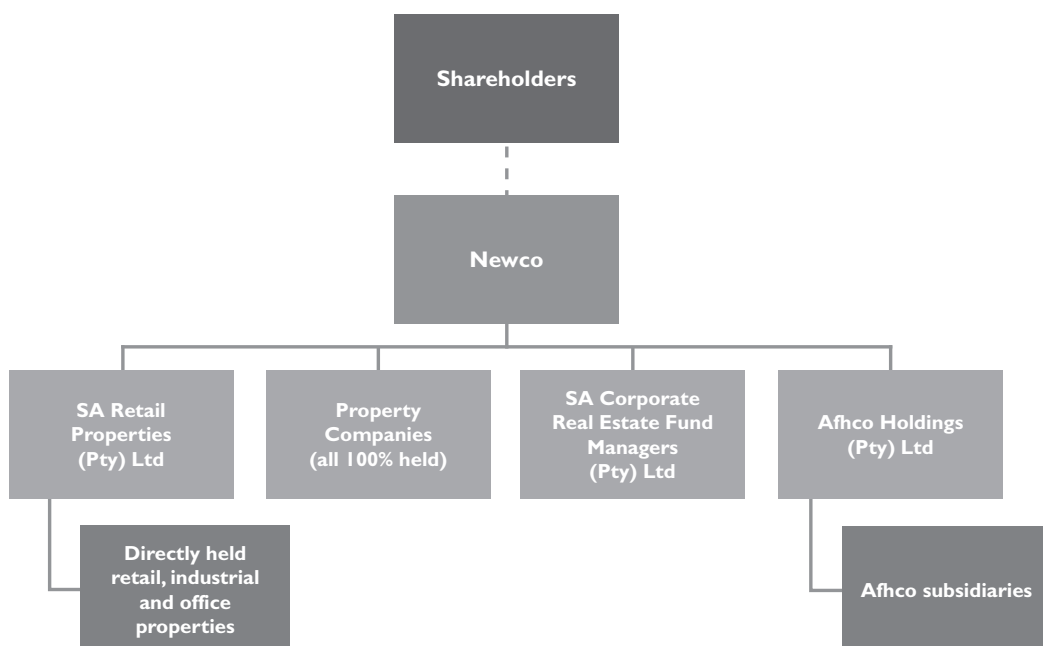 Shareholders
Newco
SA Retail
Properties
(Pty) Ltd
Property
Companies
(all 100% held)
SA Corporate
Real Estate Fund
Managers
(Pty) Ltd
Afhco Holdings
(Pty) Ltd
Directly held
retail, industrial
and office
properties
Afhco subsidiaries